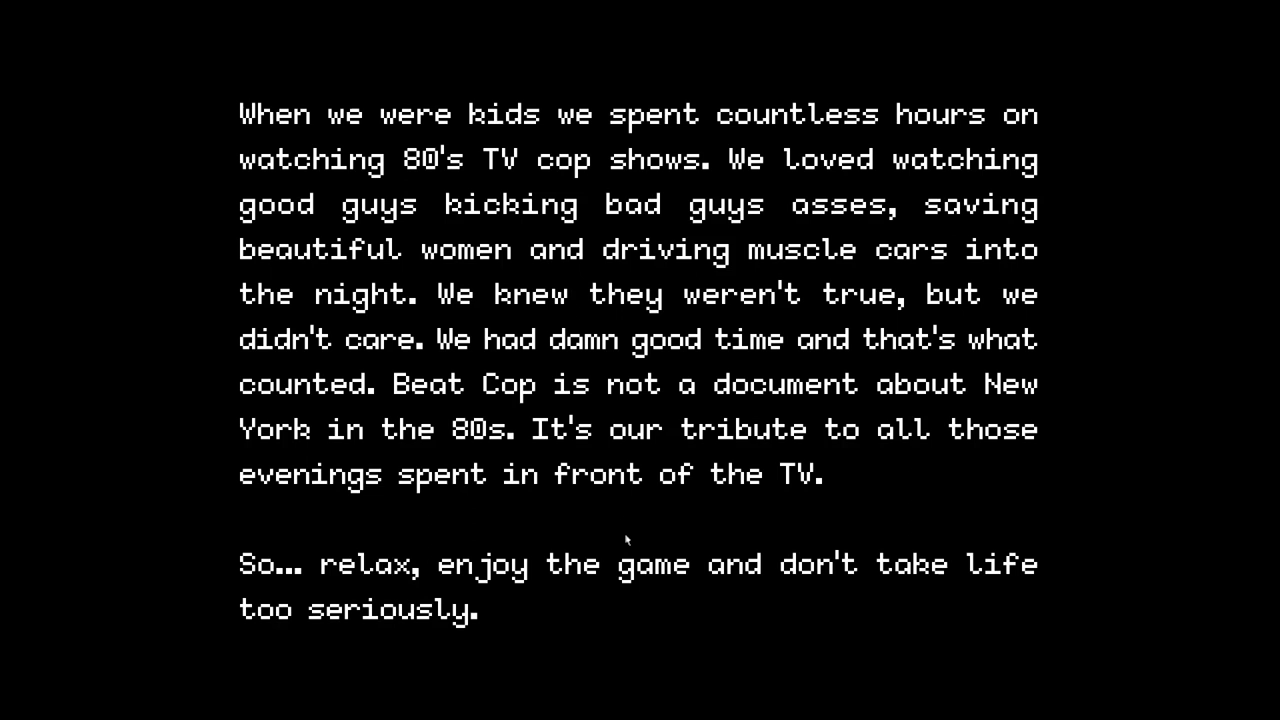 When we were kids we spent countless hours on
watching 80's TV cop shows. We loved watching
good guys kicking bad guys asses, saving
beautiful women and driving muscle cars into
the night. We knew they weren't true, but we
didn't care. We had damn good time and that's what
counted. Beat Cop is not a document about New
York in the 80s. It's our tribute to all those
evenings spent in front of the TV.
So... relax, enjoy the game and don't take life
too seriously.